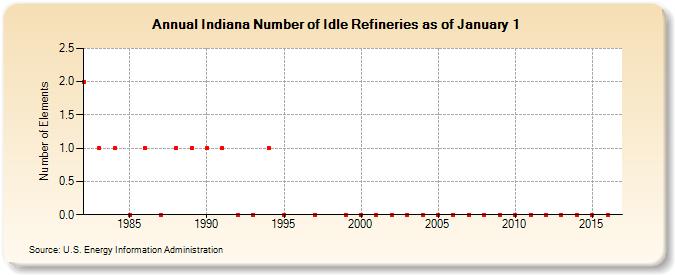 Annual Indiana Number of Idle Refineries as of January 1
Number of Elements
2.5
2.0
1.5
1.0
0.5
0.0
1985 1990 1995 2000 2005 2010 2015
Source: U.S. Energy Information Administration